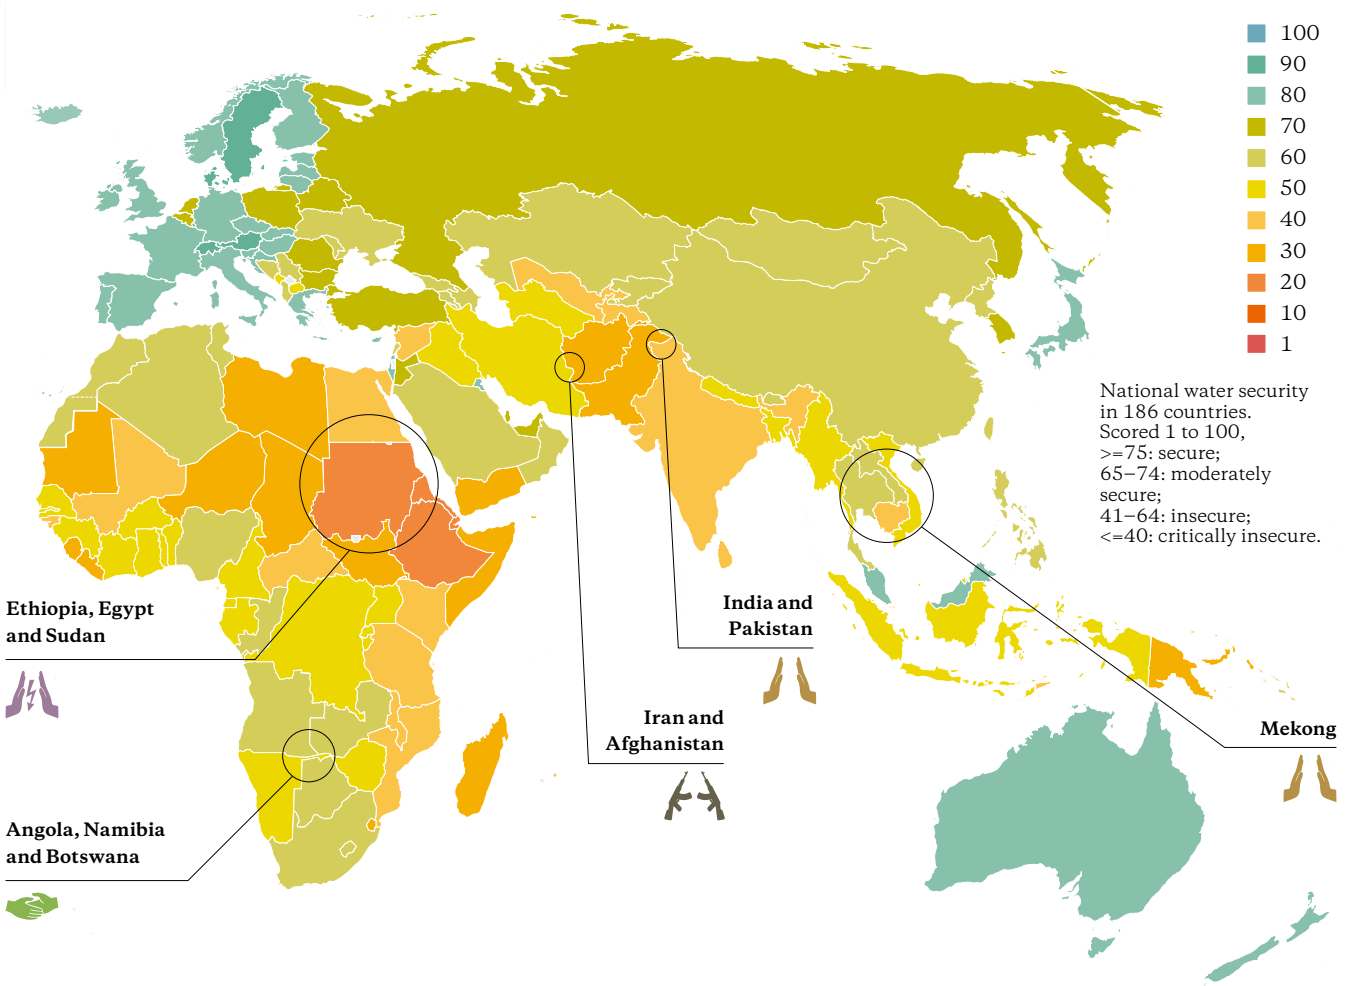 100
90
80
70
60
50
40
30
20
10
1
National water security
in 186 countries.
Scored 1 to 100,
>=75: secure;
65–74: moderately
secure;
41–64: insecure;
<=40: critically insecure.
Ethiopia, Egypt
and Sudan
India and
Pakistan
Iran and
Afghanistan
Mekong
Angola, Namibia
and Botswana